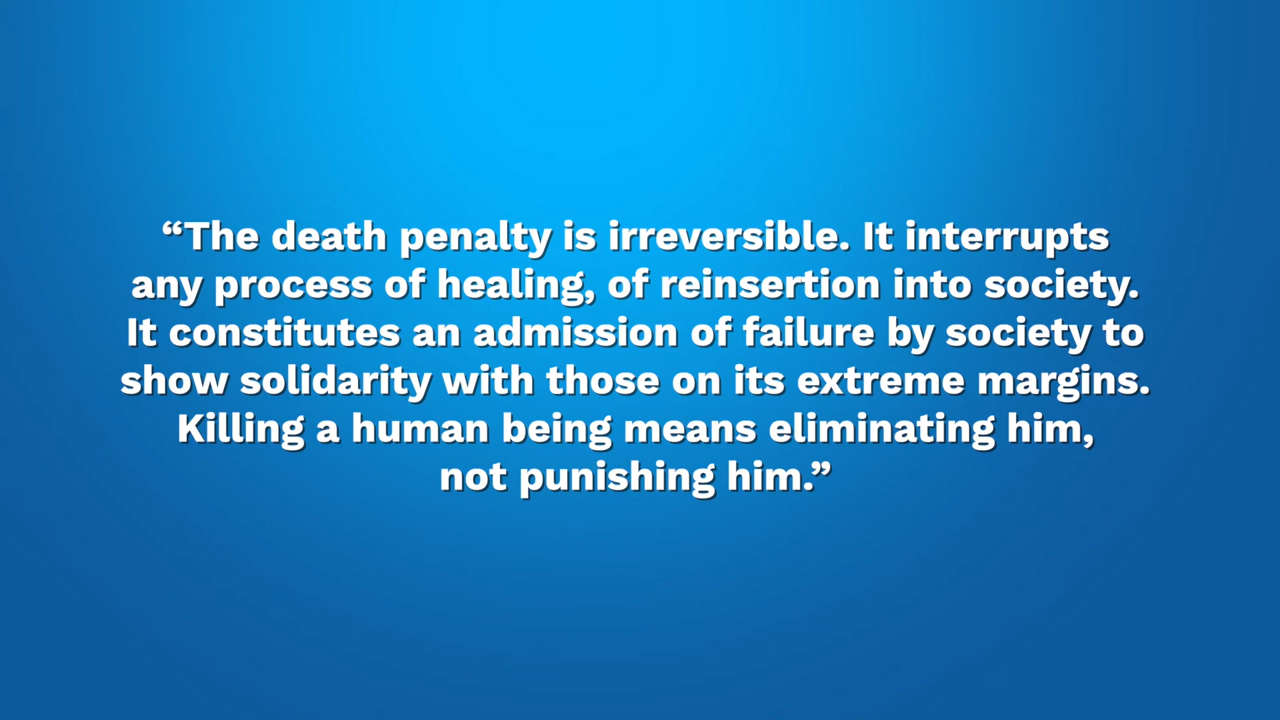 “The death penalty is irreversible. It interrupts
any process of healing, of reinsertion into society.
It constitutes an admission of failure by society to
show solidarity with those on its extreme margins.
Killing a human being means eliminating him,
not punishing him.”